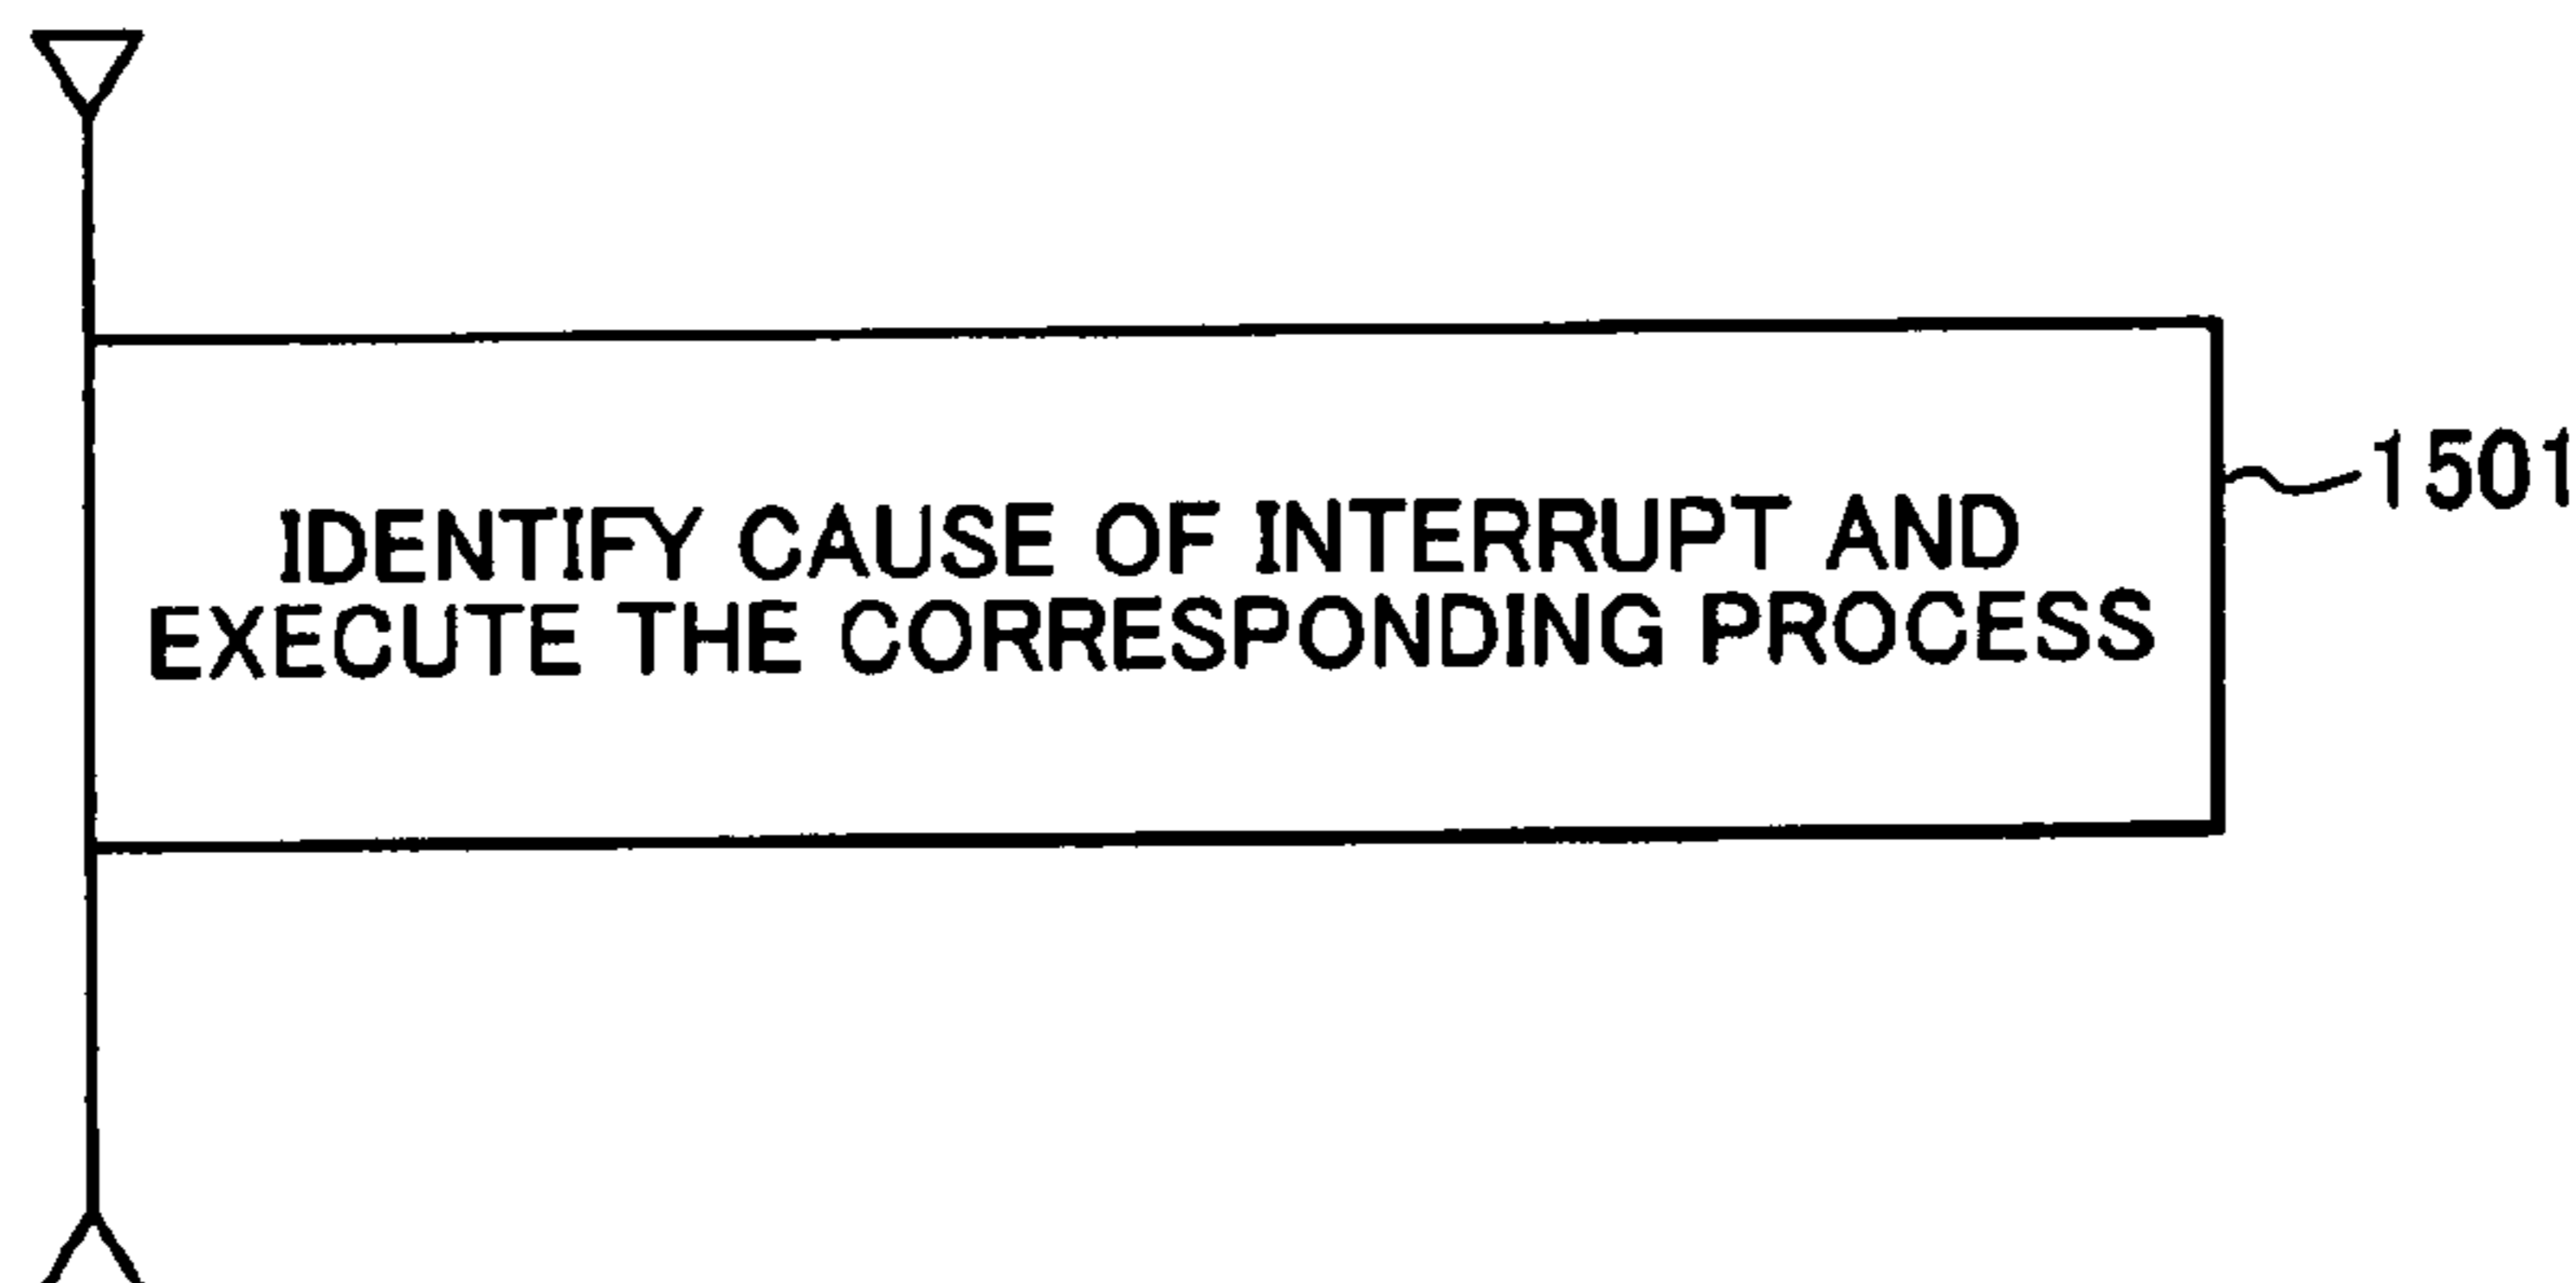 1501
IDENTIFY CAUSE OF INTERRUPT AND
EXECUTE THE CORRESPONDING PROCESS